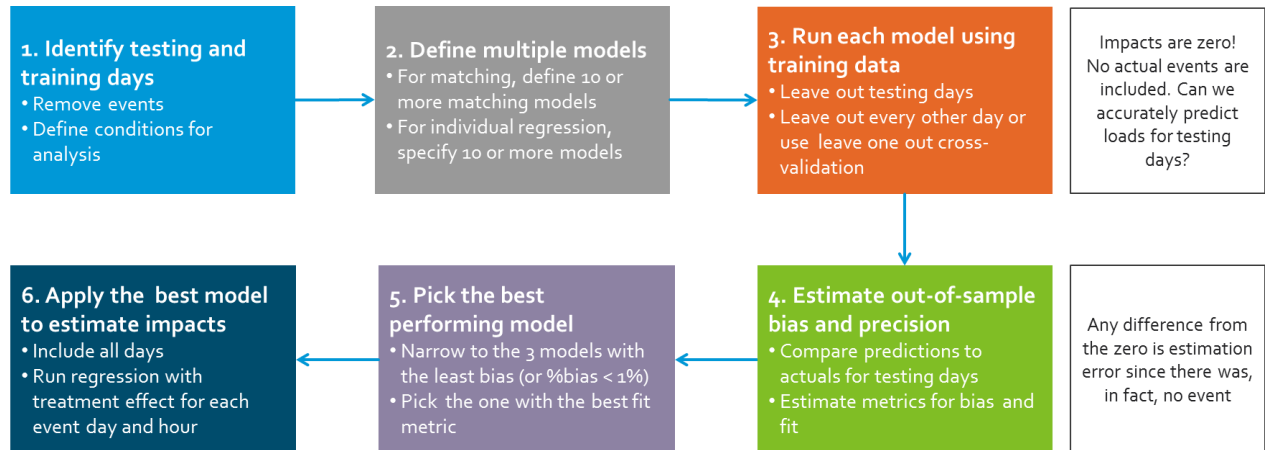 1. Identify testing and
training days
• Remove events
• Define conditions for
analysis
2. Define multiple models
• For matching, define 10 or
more matching models
• For individual regression,
specify 10 or more models
3. Run each model using
training data
• Leave out testing days
• Leave out every other day or
use leave one out cross-
validation
Impacts are zero!
No actual events are
included. Can we
accurately predict
loads for testing
days?
6. Apply the best model
to estimate impacts
• Include all days
• Run regression with
treatment effect for each
event day and hour
5. Pick the best
performing model
• Narrow to the 3 models with
the least bias (or %bias < 1%)
• Pick the one with the best fit
metric
4. Estimate out-of-sample
bias and precision
• Compare predictions to
actuals for testing days
• Estimate metrics for bias and
fit
Any difference from
the zero is estimation
error since there was,
in fact, no event